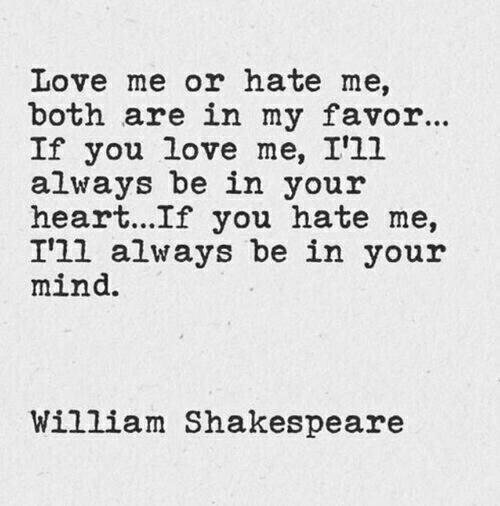 Love me or hate me,
both are in my favor...
If you love me, I'll
always be in your
heart...If you hate me,
I'll always be in your
mind.
William Shakespeare